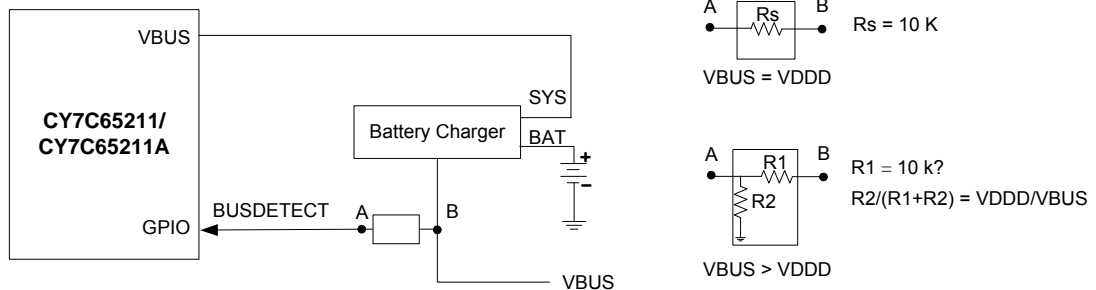 VBUS
CY7C65211/
CY7C65211A
SYS
Battery Charger
BAT
+
-
BUSDETECT
A
B
GPIO
VBUS
A
Rs
B
Rs = 10 K
VBUS = VDDD
A
R1
B
R2
R1 = 10 k?
R2/(R1+R2) = VDDD/VBUS
VBUS > VDDD